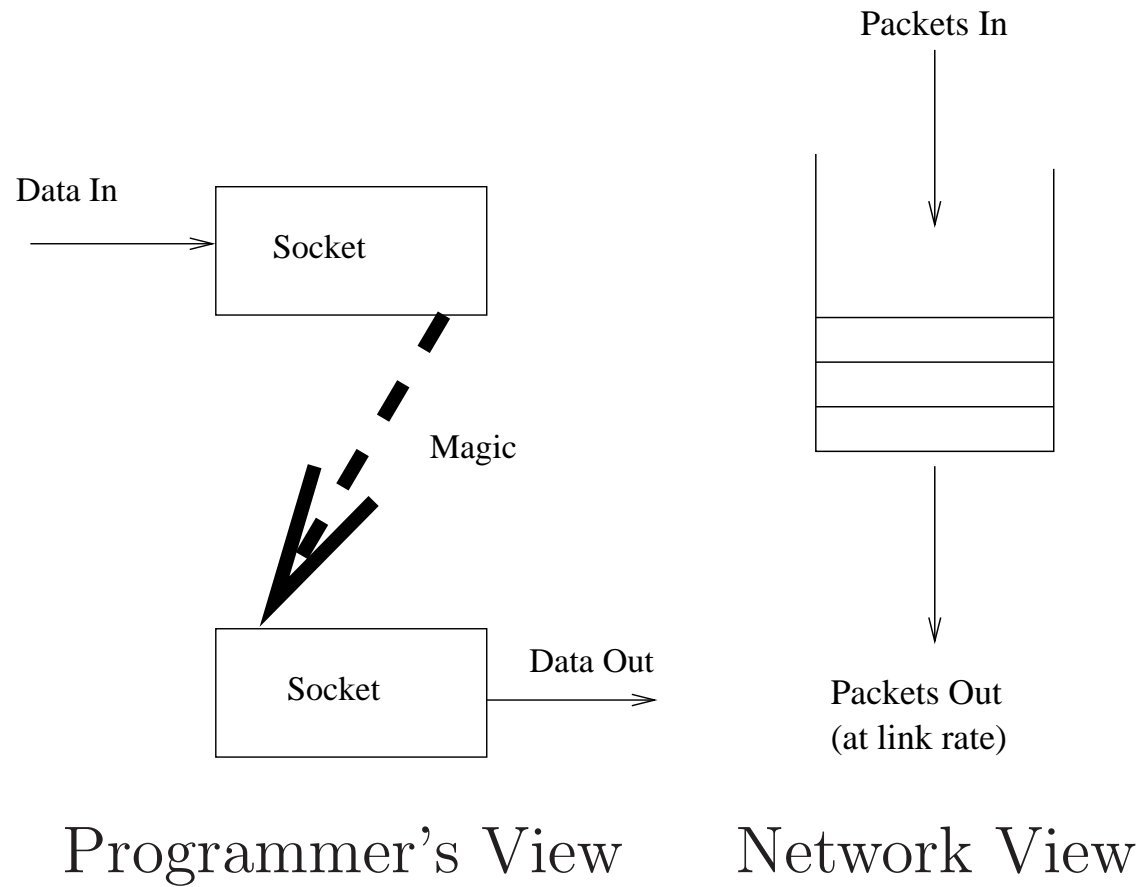 Packets In
Data In
Socket
Magic
Socket
Data Out
Packets Out
(at link rate)
Programmer's View
Network View